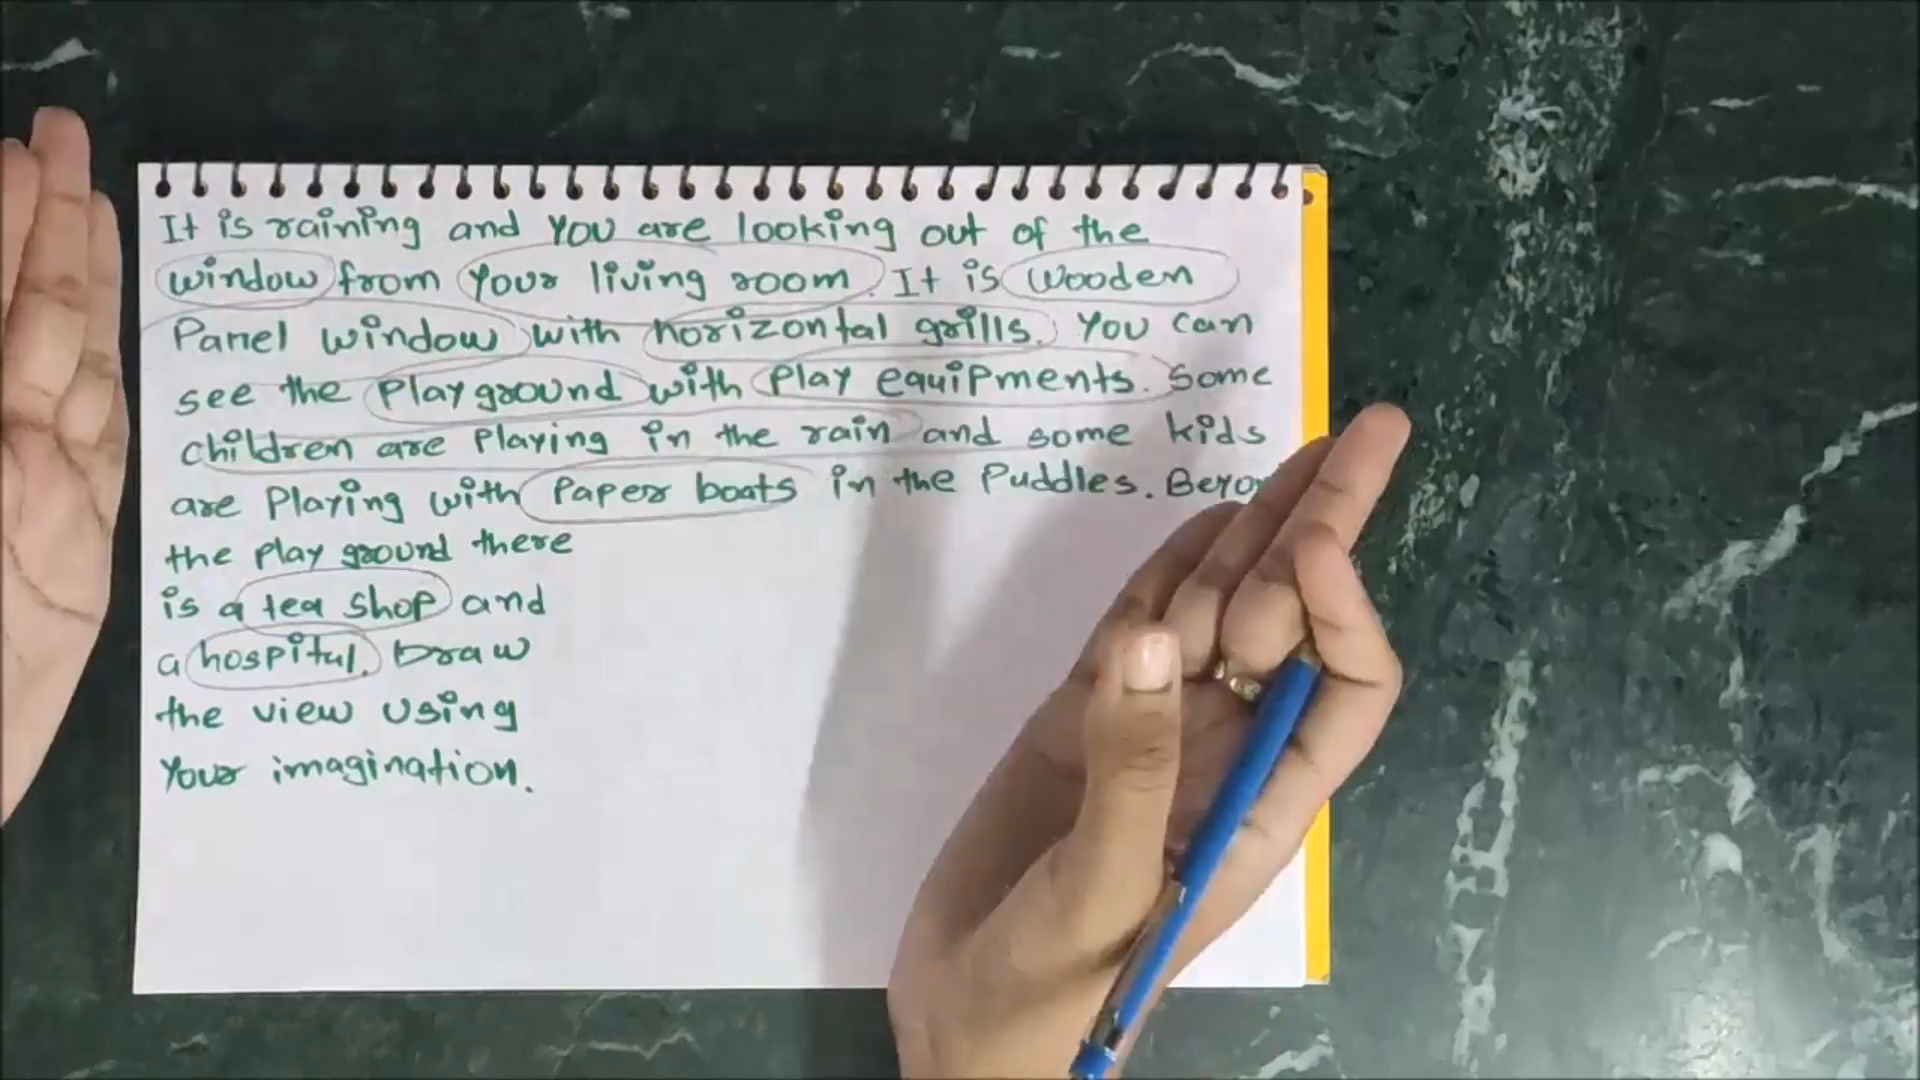 It is raining and you are looking out of the
window from your living room. It is wooden
Panel window with horizontal grills. You can
see the playground with play equipments. Some
children are playing in the rain and some kids
are playing with paper boats in the puddles.
the play ground there
is a tea shop and
a hospital. Draw
the view using
your imagination.